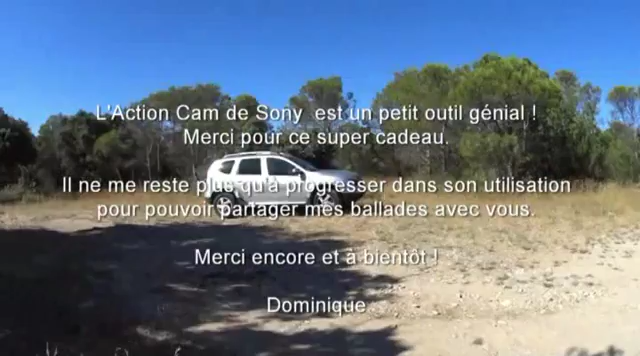 L'Action Cam de Sony est un petit outil génial !
Merci pour ce super cadeau.
Il ne me reste plus qu'à progresser dans son utilisation
pour pouvoir partager mes ballades avec vous.
Merci encore et à bientôt !
Dominique